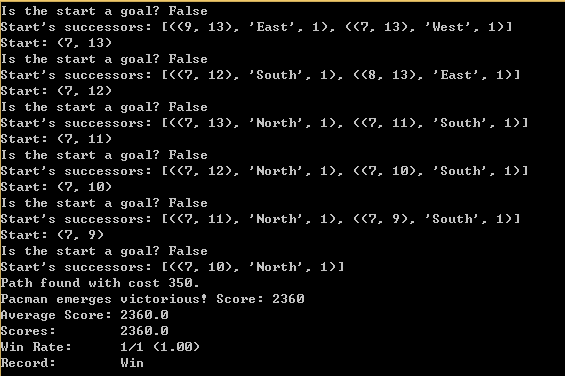 Is the start a goal? False
Start's successors: [((9, 13), 'East', 1), ((7, 13), 'West', 1)]
Start: (7, 13)
Is the start a goal? False
Start's successors: [((7, 12), 'South', 1), ((8, 13), 'East', 1)]
Start: (7, 12)
Is the start a goal? False
Start's successors: [((7, 13), 'North', 1), ((7, 11), 'South', 1)]
Start: (7, 11)
Is the start a goal? False
Start's successors: [((7, 12), 'North', 1), ((7, 10), 'South', 1)]
Start: (7, 10)
Is the start a goal? False
Start's successors: [((7, 11), 'North', 1), ((7, 9), 'South', 1)]
Start: (7, 9)
Is the start a goal? False
Start's successors: [((7, 10), 'North', 1)]
Path found with cost 350.
Pacman emerges victorious! Score: 2360
Average Score: 2360.0
Scores:        2360.0
Win Rate:      1/1 (1.00)
Record:        Win